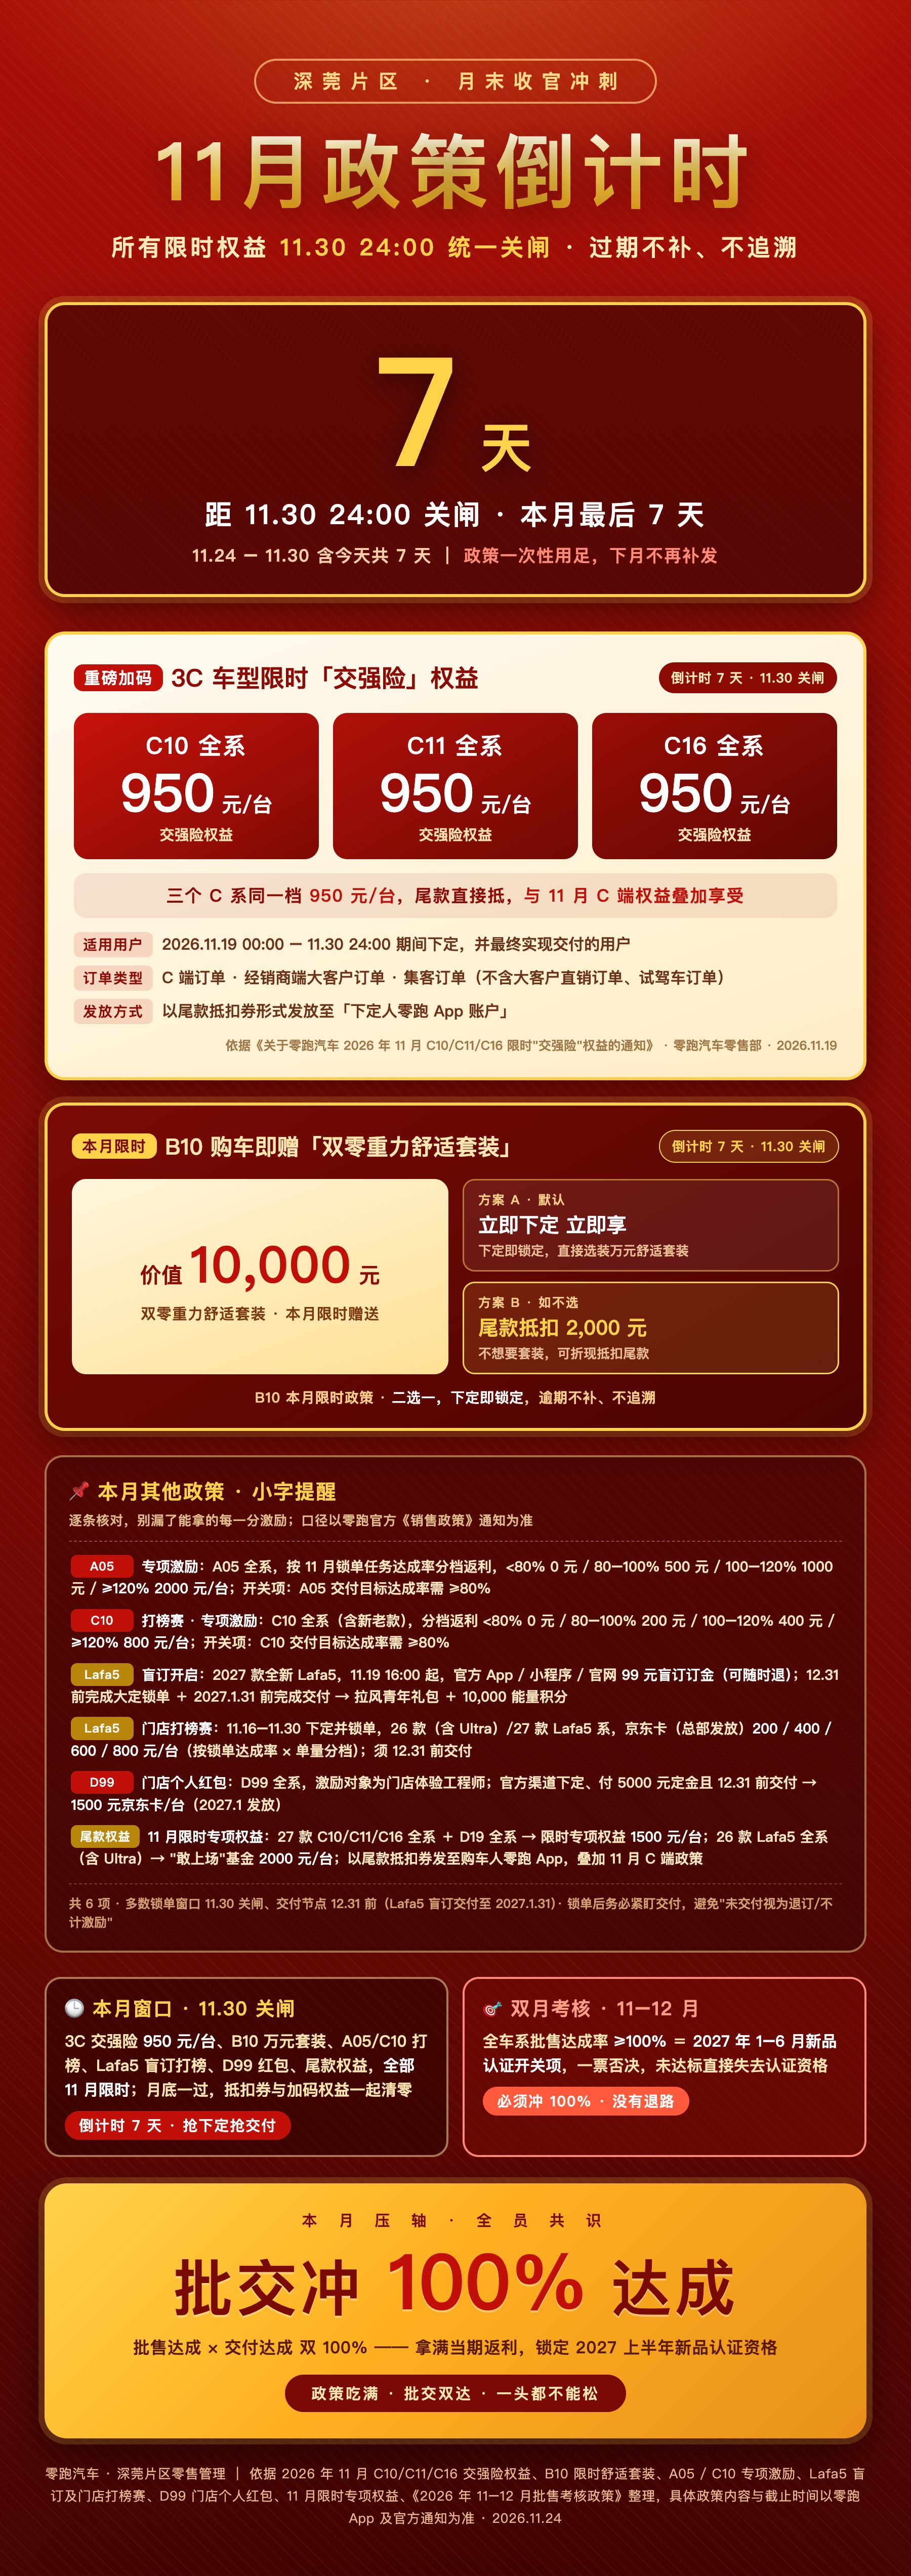 深莞片区 · 月末收官冲刺
11月政策倒计时
所有限时权益 11.30 24:00 统一关闸 · 过期不补、不追溯
7 天
距 11.30 24:00 关闸 · 本月最后 7 天
11.24 — 11.30 含今天共 7 天 | 政策一次性用足，下月不再补发
重磅加码 3C 车型限时「交强险」权益
倒计时 7 天 · 11.30 关闸
C10 全系
950 元/台
交强险权益
C11 全系
950 元/台
交强险权益
C16 全系
950 元/台
交强险权益
三个 C 系同一档 950 元/台，尾款直接抵，与 11 月 C 端权益叠加享受
适用用户 2026.11.19 00:00 — 11.30 24:00 期间下定，并最终实现交付的用户
订单类型 C 端订单 · 经销商端大客户订单 · 集客订单（不含大客户直销订单、试驾车订单）
发放方式 以尾款抵扣券形式发放至「下定人零跑 App 账户」
依据《关于零跑汽车 2026 年 11 月 C10/C11/C16 限时"交强险"权益的通知》 · 零跑汽车零售部 · 2026.11.19
本月限时 B10 购车即赠「双零重力舒适套装」
倒计时 7 天 · 11.30 关闸
价值 10,000 元
双零重力舒适套装 · 本月限时赠送
方案 A · 默认
立即下定 立即享
下定即锁定，直接选装万元舒适套装
方案 B · 如不选
尾款抵扣 2,000 元
不想要套装，可折现抵扣尾款
B10 本月限时政策 · 二选一，下定即锁定，逾期不补、不追溯
📌 本月其他政策 · 小字提醒
逐条核对，别漏了能拿的每一分激励；口径以零跑官方《销售政策》通知为准
A05 专项激励：A05 全系，按 11 月锁单任务达成率分档返利，<80% 0 元 / 80—100% 500 元 / 100—120% 1000
元 / ≥120% 2000 元/台；开关项：A05 交付目标达成率需 ≥80%
C10 打榜赛 · 专项激励：C10 全系（含新老款），分档返利 <80% 0 元 / 80—100% 200 元 / 100—120% 400 元 /
≥120% 800 元/台；开关项：C10 交付目标达成率需 ≥80%
Lafa5 盲订开启：2027 款全新 Lafa5，11.19 16:00 起，官方 App / 小程序 / 官网 99 元盲订订金（可随时退）；12.31
前完成大定锁单 + 2027.1.31 前完成交付 → 拉风青年礼包 + 10,000 能量积分
Lafa5 门店打榜赛：11.16—11.30 下定并锁单，26 款（含 Ultra）/27 款 Lafa5 系，京东卡（总部发放）200 / 400 /
600 / 800 元/台（按锁单达成率 × 单量分档）；须 12.31 前交付
D99 门店个人红包：D99 全系，激励对象为门店体验工程师；官方渠道下定、付 5000 元定金且 12.31 前交付 →
1500 元京东卡/台（2027.1 发放）
尾款权益 11 月限时专项权益：27 款 C10/C11/C16 全系 + D19 全系 → 限时专项权益 1500 元/台；26 款 Lafa5 全系
（含 Ultra）→ "敢上场"基金 2000 元/台；以尾款抵扣券发至购车人零跑 App，叠加 11 月 C 端政策
共 6 项 · 多数锁单窗口 11.30 关闸、交付节点 12.31 前（Lafa5 盲订交付至 2027.1.31）· 锁单后务必紧盯交付，避免"未交付视为退订/不
计激励"
🕒 本月窗口 · 11.30 关闸
3C 交强险 950 元/台、B10 万元套装、A05/C10 打
榜、Lafa5 盲订打榜、D99 红包、尾款权益，全部
11 月限时；月底一过，抵扣券与加码权益一起清零
倒计时 7 天 · 抢下定抢交付
🎯 双月考核 · 11—12 月
全车系批售达成率 ≥100% = 2027 年 1—6 月新品
认证开关项，一票否决，未达标直接失去认证资格
必须冲 100% · 没有退路
本月压轴 · 全员共识
批交冲 100% 达成
批售达成 × 交付达成 双 100% —— 拿满当期返利，锁定 2027 上半年新品认证资格
政策吃满 · 批交双达 · 一头都不能松
零跑汽车 · 深莞片区零售管理 | 依据 2026 年 11 月 C10/C11/C16 交强险权益、B10 限时舒适套装、A05 / C10 专项激励、Lafa5 盲
订及门店打榜赛、D99 门店个人红包、11 月限时专项权益、《2026 年 11—12 月批售考核政策》整理，具体政策内容与截止时间以零跑
App 及官方通知为准 · 2026.11.24